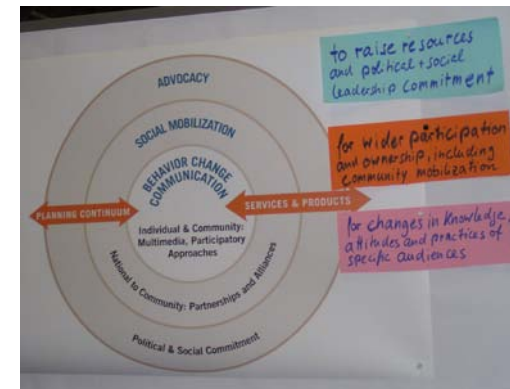 ADVOCACY
SOCIAL MOBILIZATION
BEHAVIOR CHANGE
COMMUNICATION
PLANNING CONTINUUM
SERVICES & PRODUCTS
Individual & Community:
Multimedia, Participatory
Approaches
National to Community: Partnerships and Alliances
Political & Social Commitment
to raise resources
and political + social
leadership commitment
for wider participation
and ownership, including
community mobilization
for changes in knowledge,
attitudes and practices of
specific audiences